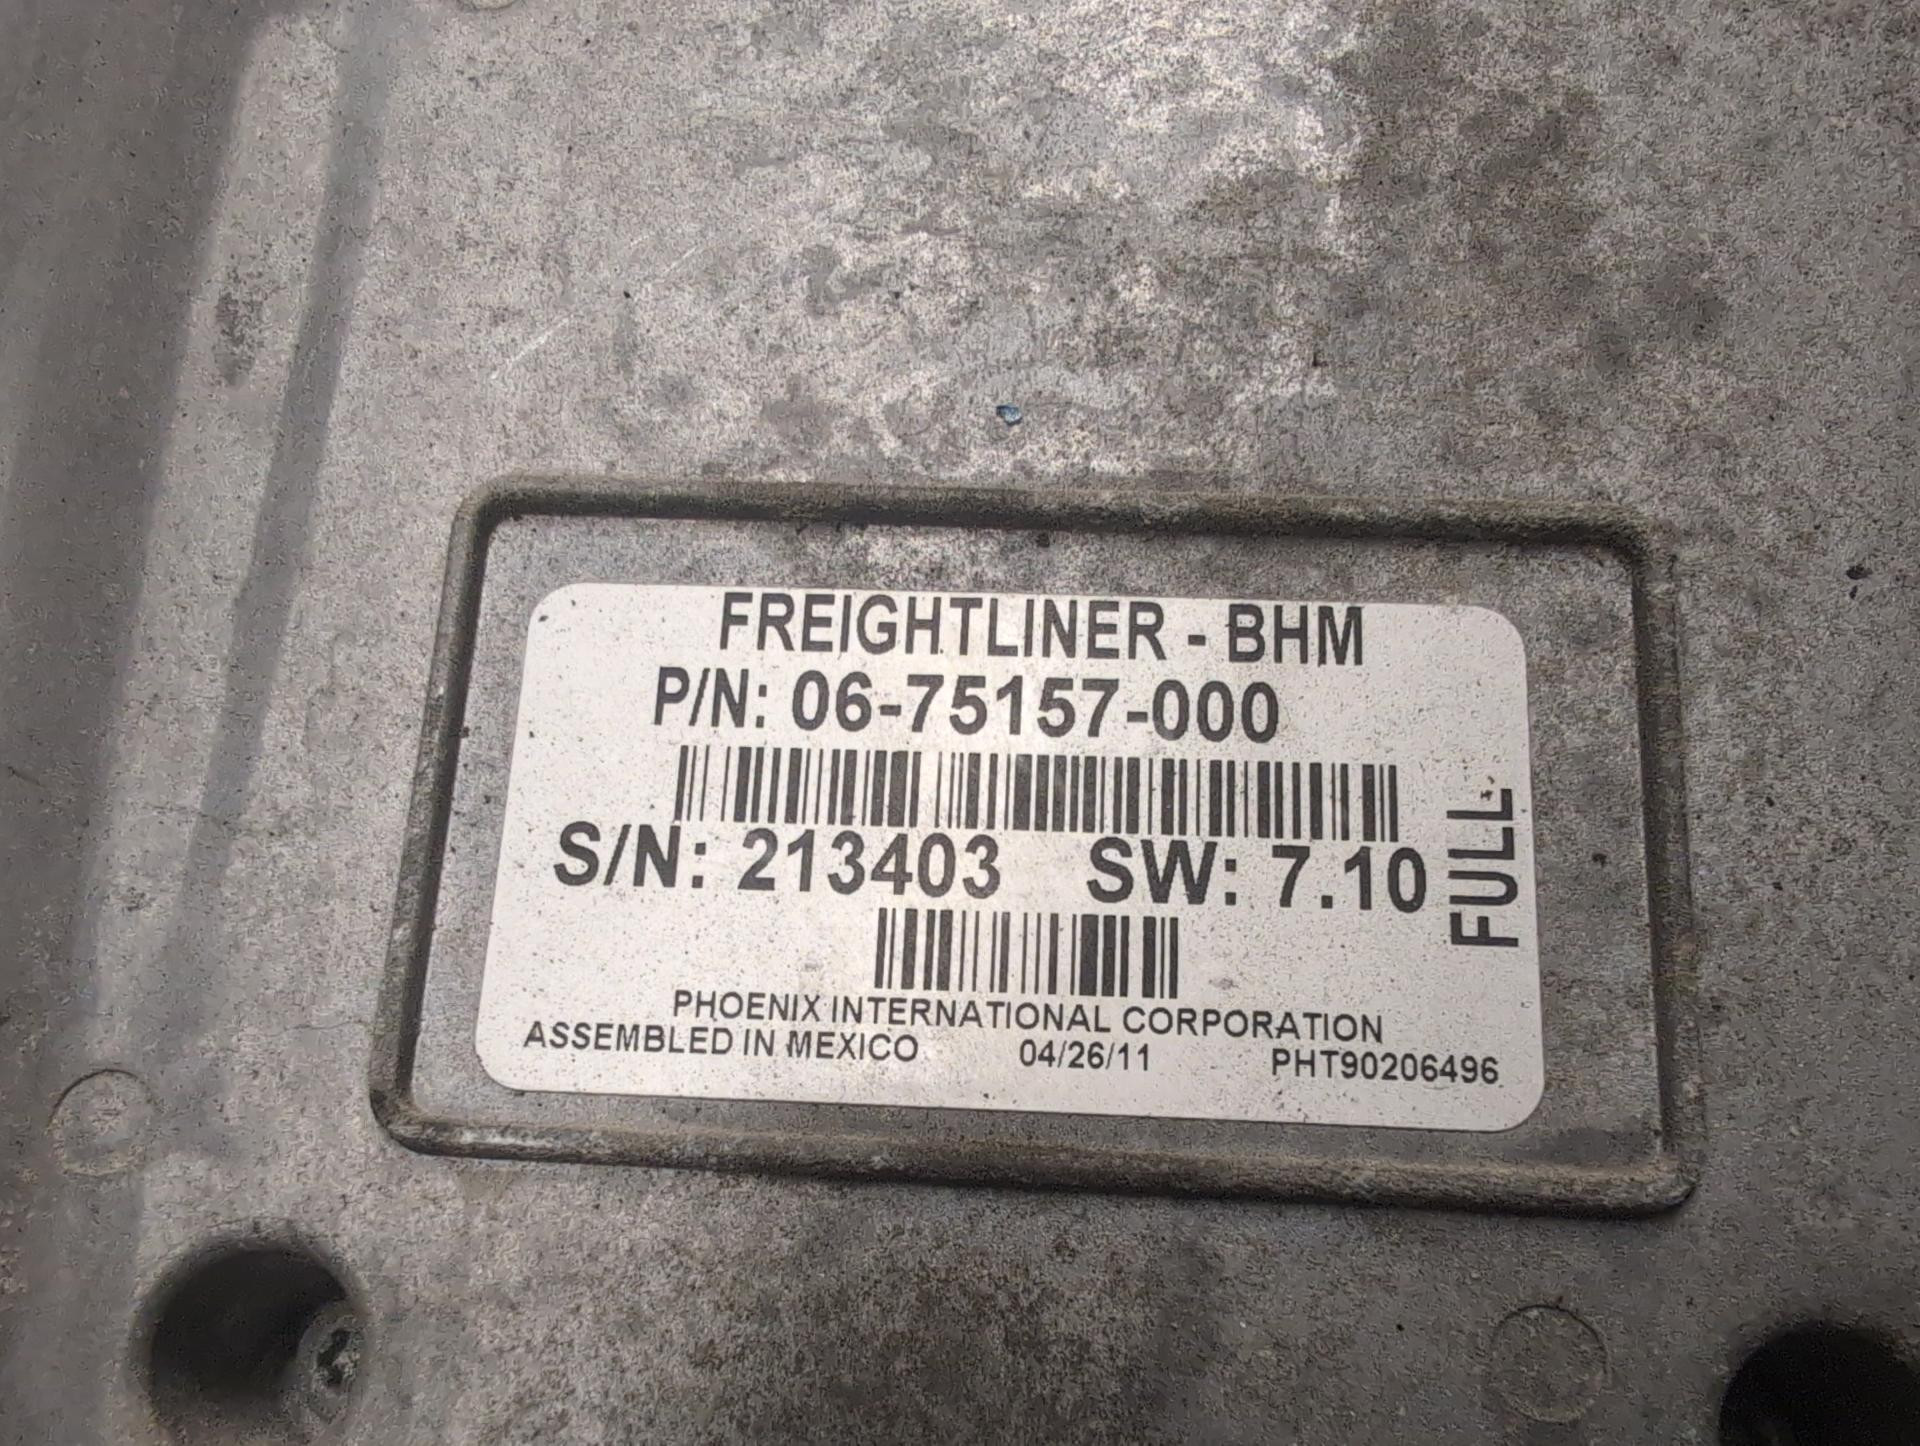 FREIGHTLINER - BHM
P/N: 06-75157-000
S/N: 213403 SW: 7.10
FULL
PHOENIX INTERNATIONAL CORPORATION
ASSEMBLED IN MEXICO 04/26/11 PHT90206496